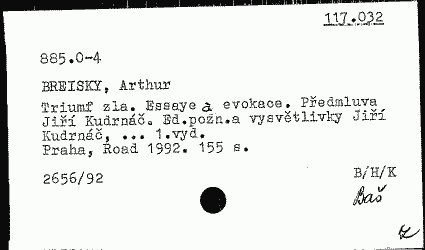 117.032
885.0-4
BREISKY, Arthur
Triumf zla. Essaye a evokace. Předmluva
Jiří Kudrnáč. Ed.pozn.a vysvětlivky Jiří
Kudrnáč, ... 1.vyd.
Praha, Road 1992. 155 s.
2656/92
B/H/K
Baš